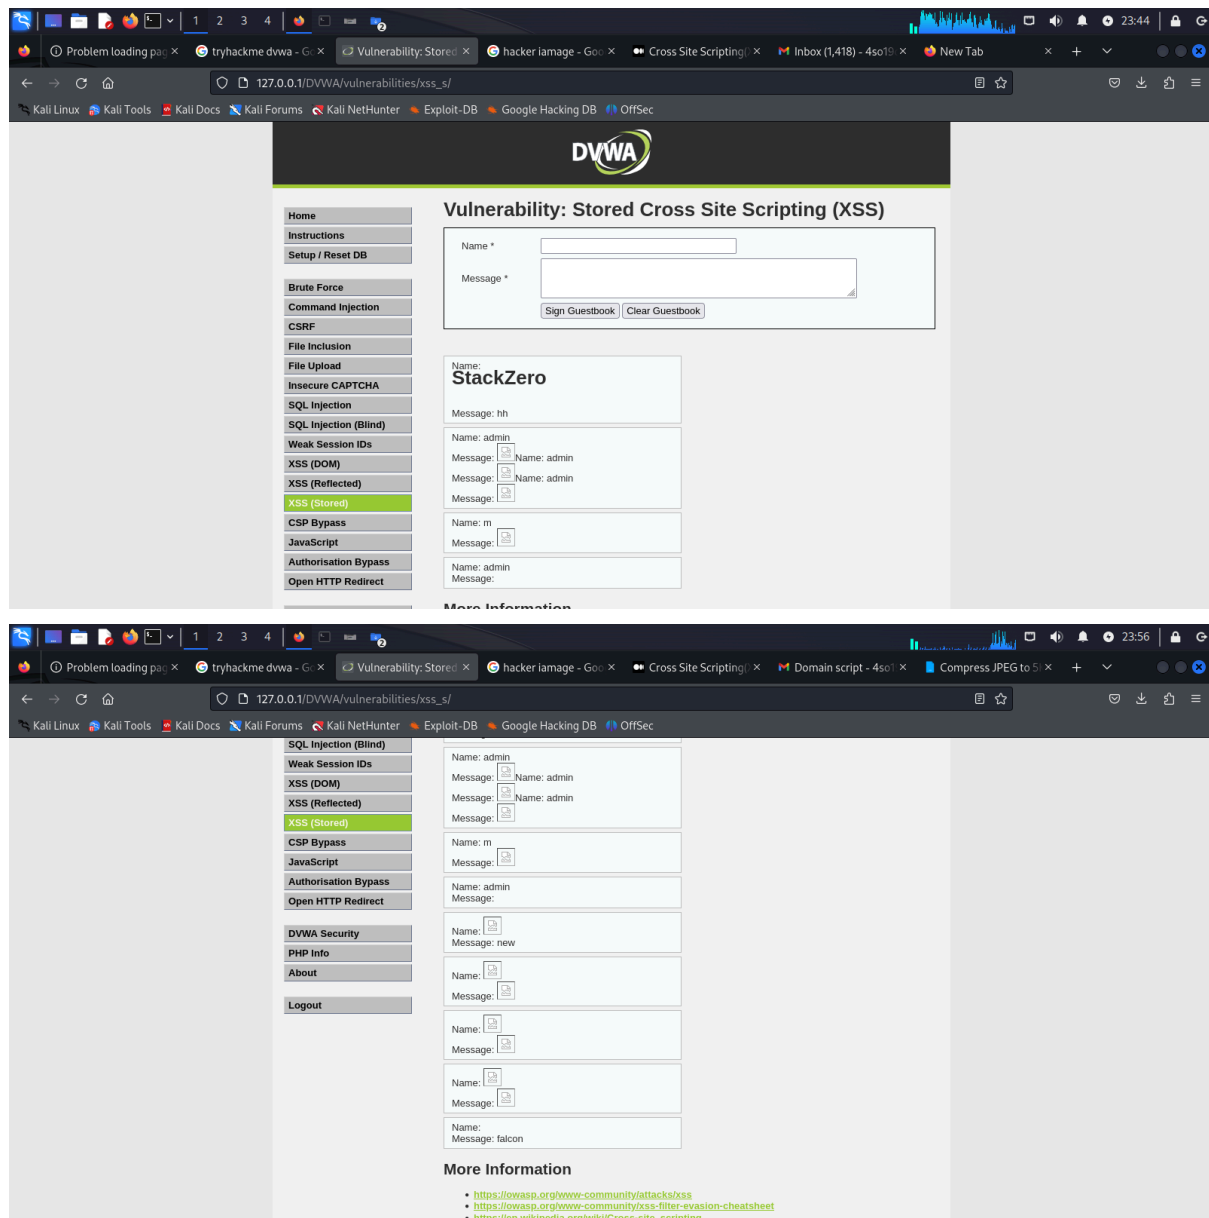 1 2 3 4 2 23:44
Problem loading pag × tryhackme dvwa - Go × Vulnerability: Stored × hacker iamage - Goo × Cross Site Scripting( × Inbox (1,418) - 4so19 × New Tab × +
127.0.0.1/DVWA/vulnerabilities/xss_s/
Kali Linux Kali Tools Kali Docs Kali Forums Kali NetHunter Exploit-DB Google Hacking DB OffSec
DVWA
Home
Instructions
Setup / Reset DB
Brute Force
Command Injection
CSRF
File Inclusion
File Upload
Insecure CAPTCHA
SQL Injection
SQL Injection (Blind)
Weak Session IDs
XSS (DOM)
XSS (Reflected)
XSS (Stored)
CSP Bypass
JavaScript
Authorisation Bypass
Open HTTP Redirect
Vulnerability: Stored Cross Site Scripting (XSS)
Name *
Message *
Sign Guestbook Clear Guestbook
Name:
StackZero
Message: hh
Name: admin
Message: Name: admin
Message: Name: admin
Message:
Name: m
Message:
Name: admin
Message:
More Information
1 2 3 4 2 23:56
Problem loading pag × tryhackme dvwa - Go × Vulnerability: Stored × hacker iamage - Goo × Cross Site Scripting( × Domain script - 4so1 × Compress JPEG to 5 × +
127.0.0.1/DVWA/vulnerabilities/xss_s/
Kali Linux Kali Tools Kali Docs Kali Forums Kali NetHunter Exploit-DB Google Hacking DB OffSec
SQL Injection (Blind)
Weak Session IDs
XSS (DOM)
XSS (Reflected)
XSS (Stored)
CSP Bypass
JavaScript
Authorisation Bypass
Open HTTP Redirect
DVWA Security
PHP Info
About
Logout
Name: admin
Message: Name: admin
Message: Name: admin
Message:
Name: m
Message:
Name: admin
Message:
Name:
Message: new
Name:
Message:
Name:
Message:
Name:
Message:
Name:
Message: falcon
More Information
https://owasp.org/www-community/attacks/xss
https://owasp.org/www-community/xss-filter-evasion-cheatsheet
https://en.wikipedia.org/wiki/Cross-site_scripting